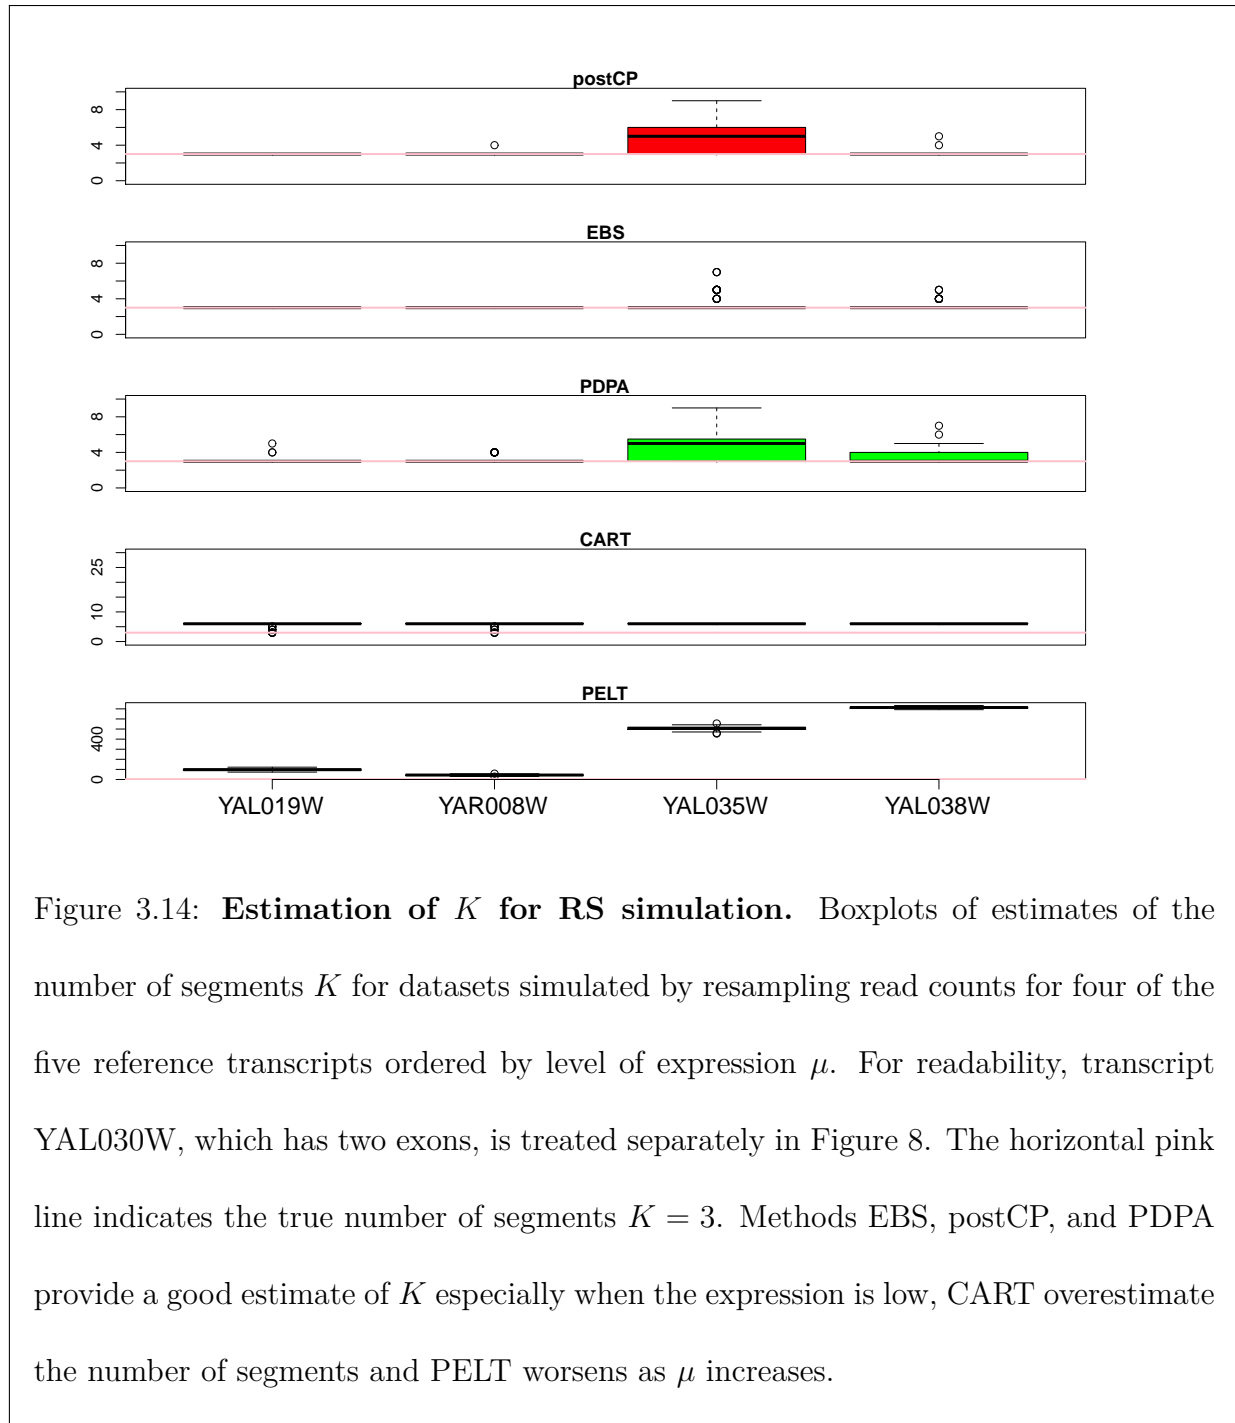 postCP
8
4
0
EBS
8
4
0
PDPA
8
4
0
CART
25
10
0
PELT
400
0
YAL019W YAR008W YAL035W YAL038W
Figure 3.14: Estimation of K for RS simulation. Boxplots of estimates of the
number of segments K for datasets simulated by resampling read counts for four of the
five reference transcripts ordered by level of expression μ. For readability, transcript
YAL030W, which has two exons, is treated separately in Figure 8. The horizontal pink
line indicates the true number of segments K = 3. Methods EBS, postCP, and PDPA
provide a good estimate of K especially when the expression is low, CART overestimate
the number of segments and PELT worsens as μ increases.